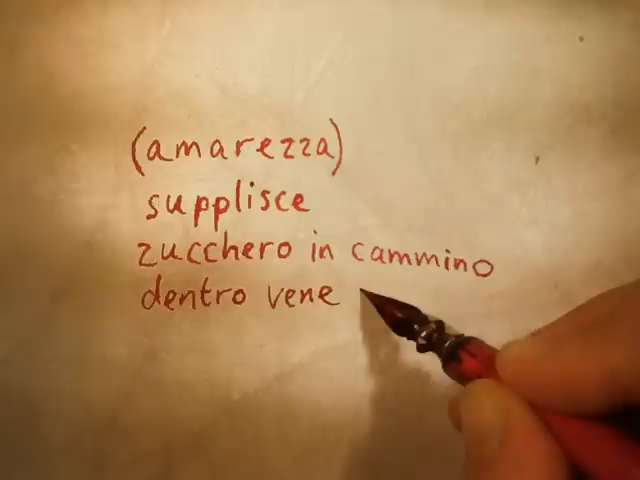 (amarezza)
supplisce
zucchero in cammino
dentro vene